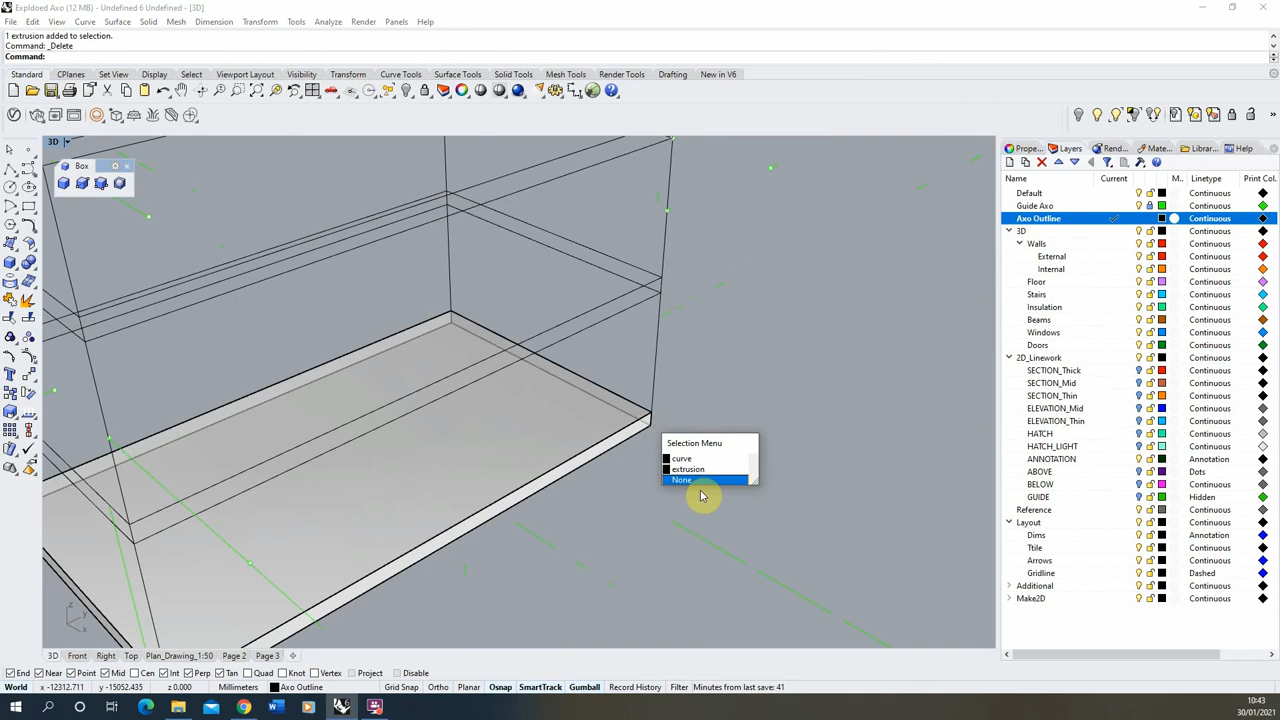 Expldoed Axo (12 MB) - Undefined 6 Undefined - [3D]
File Edit View Curve Surface Solid Mesh Dimension Transform Tools Analyze Render Panels Help
1 extrusion added to selection.
Command: _Delete
Command:
Standard CPlanes Set View Display Select Viewport Layout Visibility Transform Curve Tools Surface Tools Solid Tools Mesh Tools Render Tools Drafting New in V6
3D
Box
Prope... Layers Rend... Mate... Librar... Help
Name Current M.. Linetype Print Col.
Default Continuous
Guide Axo Continuous
Axo Outline Continuous
3D Continuous
Walls Continuous
External Continuous
Internal Continuous
Floor Continuous
Stairs Continuous
Insulation Continuous
Beams Continuous
Windows Continuous
Doors Continuous
2D_Linework Continuous
SECTION_Thick Continuous
SECTION_Mid Continuous
SECTION_Thin Continuous
ELEVATION_Mid Continuous
ELEVATION_Thin Continuous
HATCH Continuous
HATCH_LIGHT Continuous
ANNOTATION Annotation
ABOVE Dots
BELOW Continuous
GUIDE Hidden
Reference Continuous
Layout Continuous
Dims Annotation
Ttile Continuous
Arrows Continuous
Gridline Dashed
Additional Continuous
Make2D Continuous
Selection Menu
curve
extrusion
None
z y x
3D Front Right Top Plan_Drawing_1:50 Page 2 Page 3
End Near Point Mid Cen Int Perp Tan Quad Knot Vertex Project Disable
World x -12312.711 y -15052.435 z 0.000 Millimeters Axo Outline Grid Snap Ortho Planar Osnap SmartTrack Gumball Record History Filter Minutes from last save: 41
10:43
30/01/2021